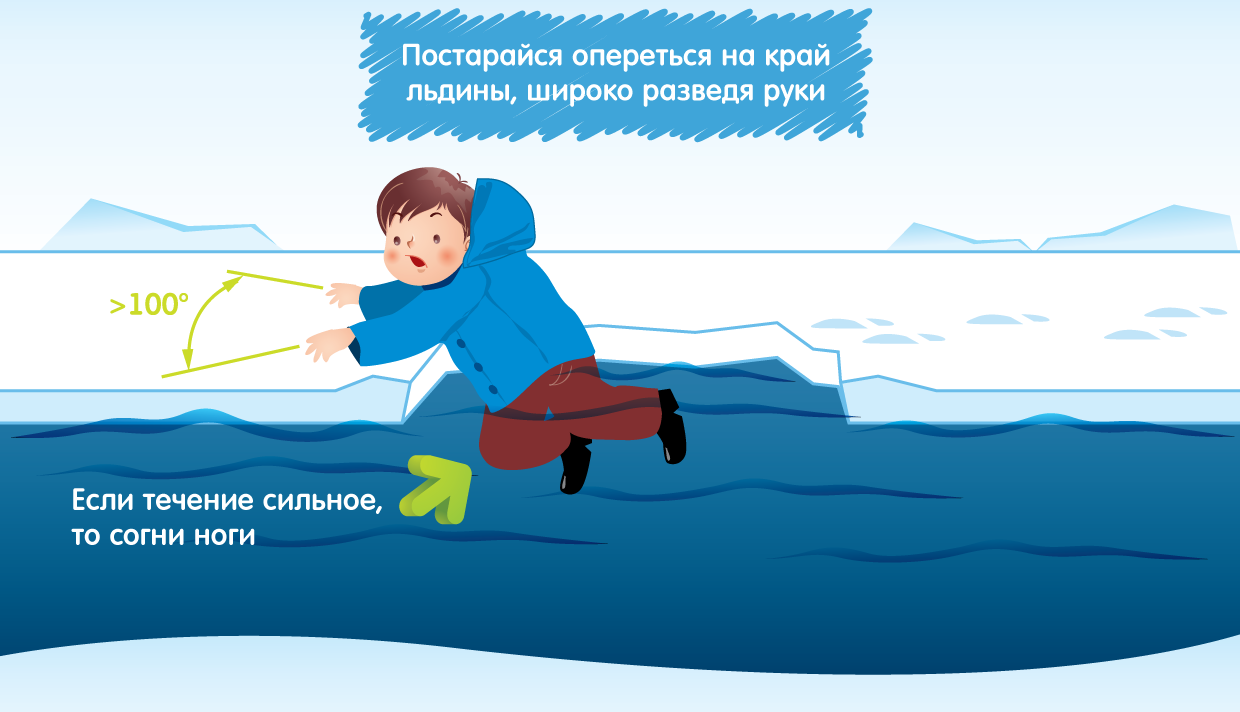 Постарайся опереться на край
льдины, широко разведя руки
>100°
Если течение сильное,
то согни ноги